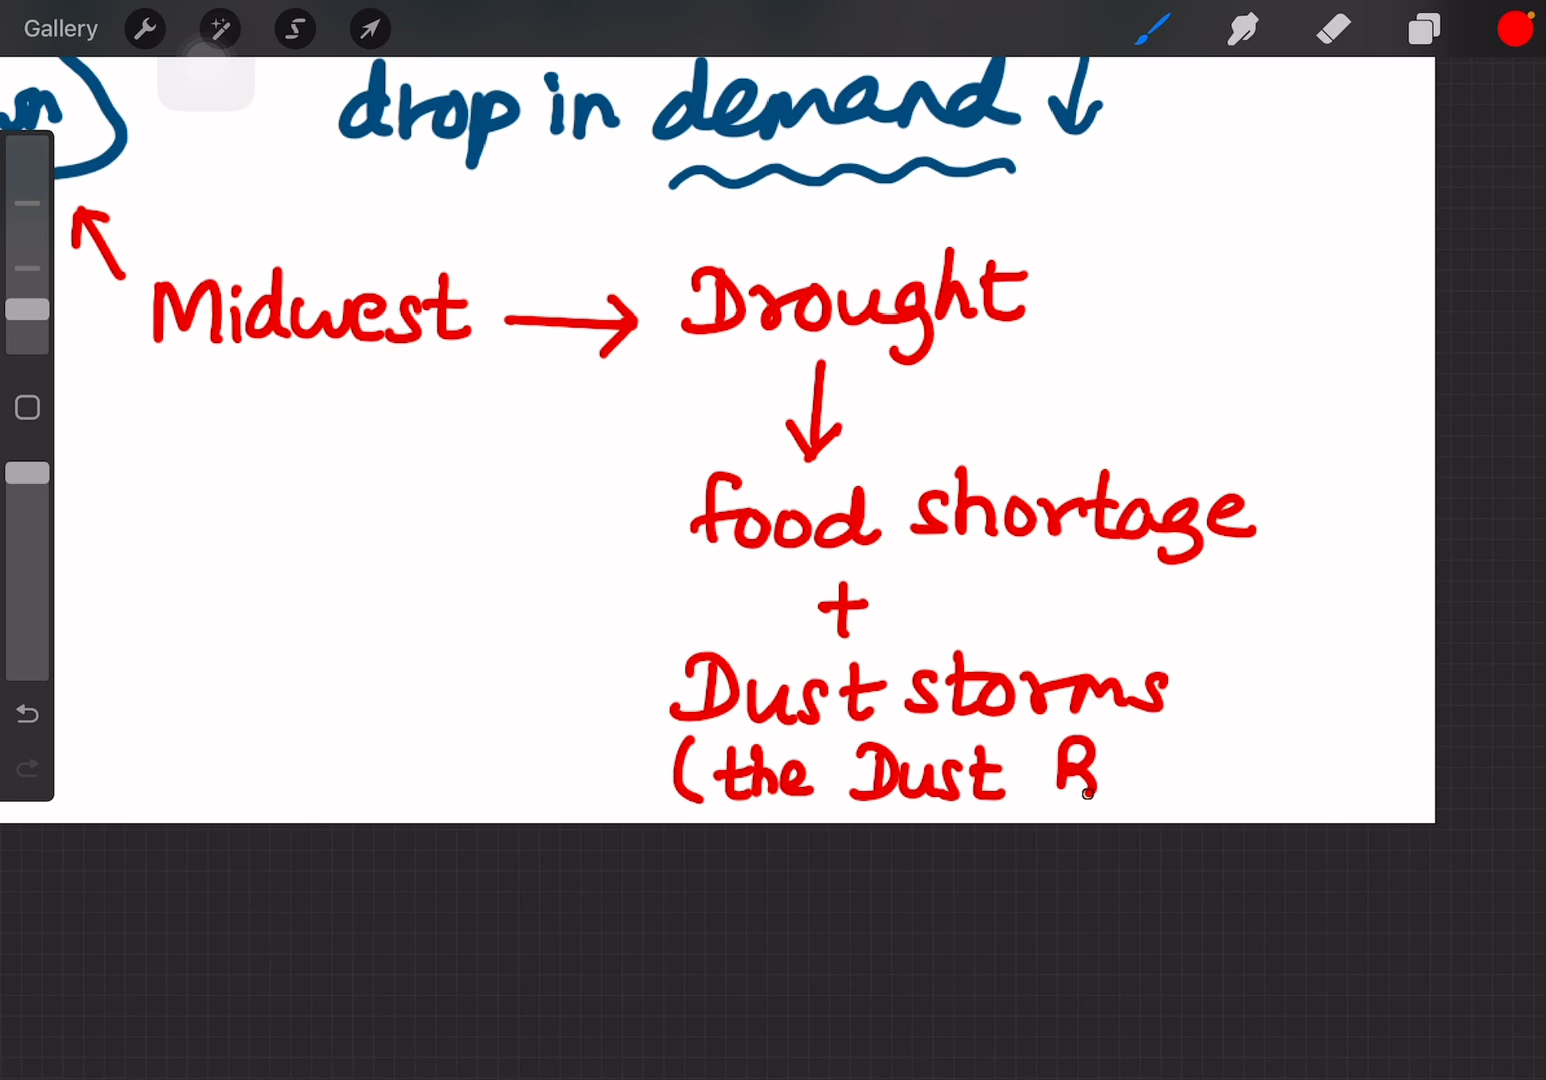 Gallery
drop in demand ↓
Midwest → Drought
↓
food shortage
+
Dust storms
(the Dust B